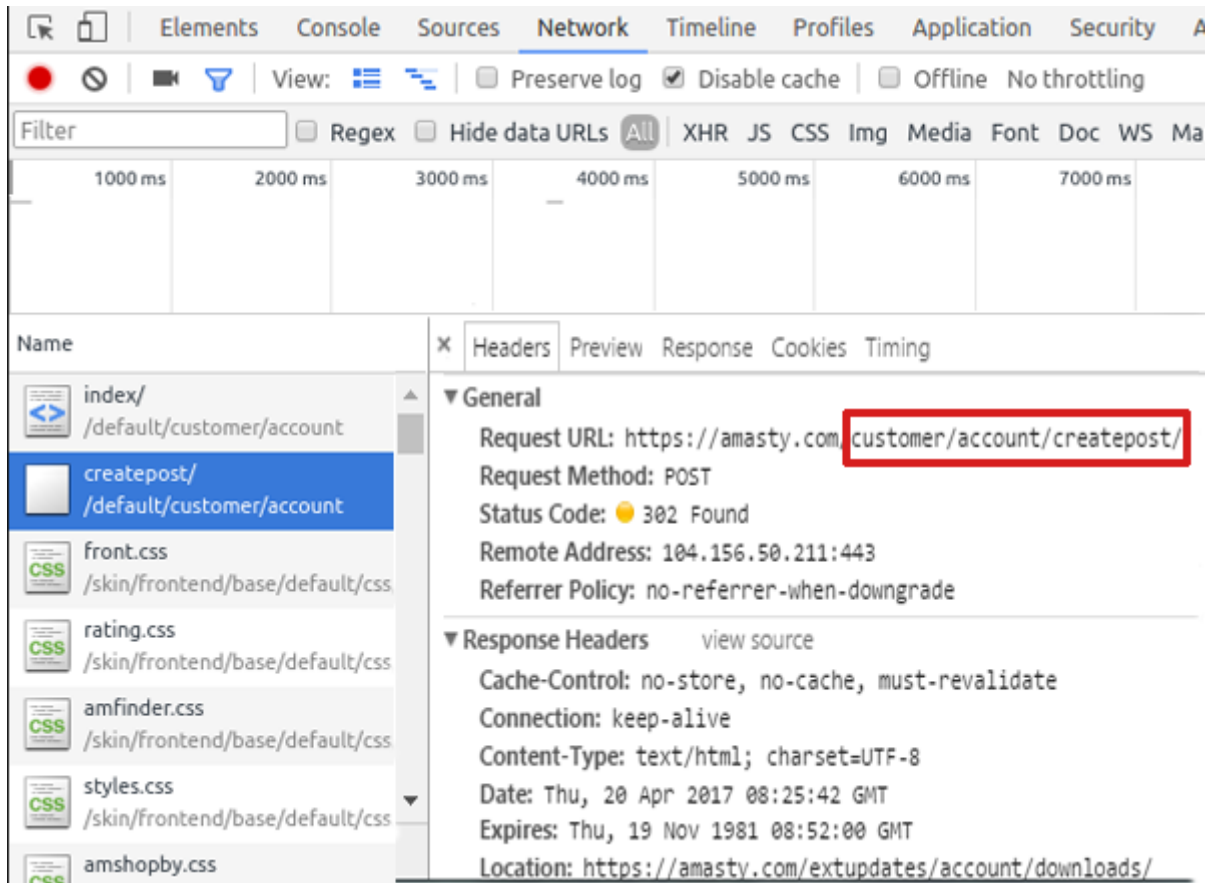 Elements Console Sources Network Timeline Profiles Application Security A
View: Preserve log Disable cache Offline No throttling
Filter Regex Hide data URLs All XHR JS CSS Img Media Font Doc WS Ma
1000 ms 2000 ms 3000 ms 4000 ms 5000 ms 6000 ms 7000 ms
Name
× Headers Preview Response Cookies Timing
index/
/default/customer/account
createpost/
/default/customer/account
front.css
/skin/frontend/base/default/css,
rating.css
/skin/frontend/base/default/css
amfinder.css
/skin/frontend/base/default/css
styles.css
/skin/frontend/base/default/css
amshopby.css
CSS
CSS
CSS
CSS
CSS
General
Request URL: https://amasty.com/customer/account/createpost/
Request Method: POST
Status Code: 302 Found
Remote Address: 104.156.50.211:443
Referrer Policy: no-referrer-when-downgrade
Response Headers view source
Cache-Control: no-store, no-cache, must-revalidate
Connection: keep-alive
Content-Type: text/html; charset=UTF-8
Date: Thu, 20 Apr 2017 08:25:42 GMT
Expires: Thu, 19 Nov 1981 08:52:00 GMT
Location: https://amasty.com/extupdates/account/downloads/